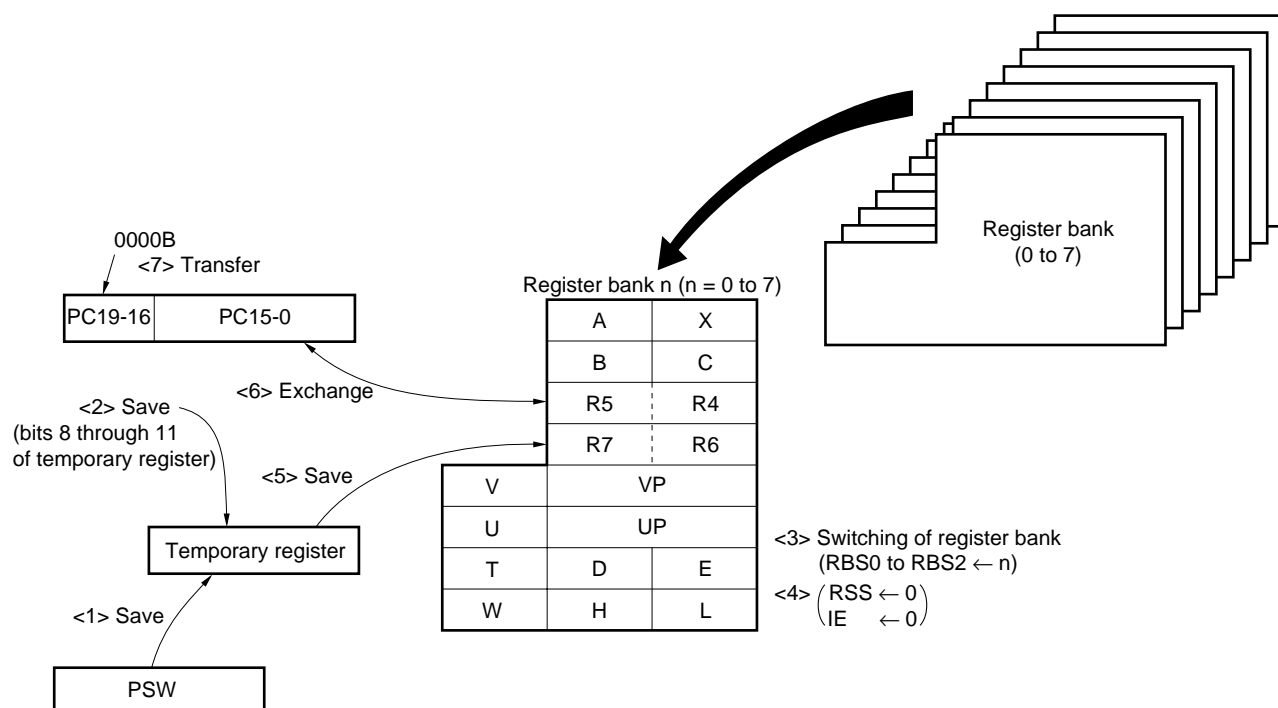 Register bank
(0 to 7)
0000B
<7> Transfer
PC19-16 PC15-0
Register bank n (n = 0 to 7)
A X
B C
<6> Exchange
R5 R4
<2> Save
(bits 8 through 11
of temporary register)
R7 R6
<5> Save
V VP
U UP
Temporary register
<3> Switching of register bank
(RBS0 to RBS2 ← n)
T D E
<4> (RSS ← 0
IE ← 0)
W H L
<1> Save
PSW